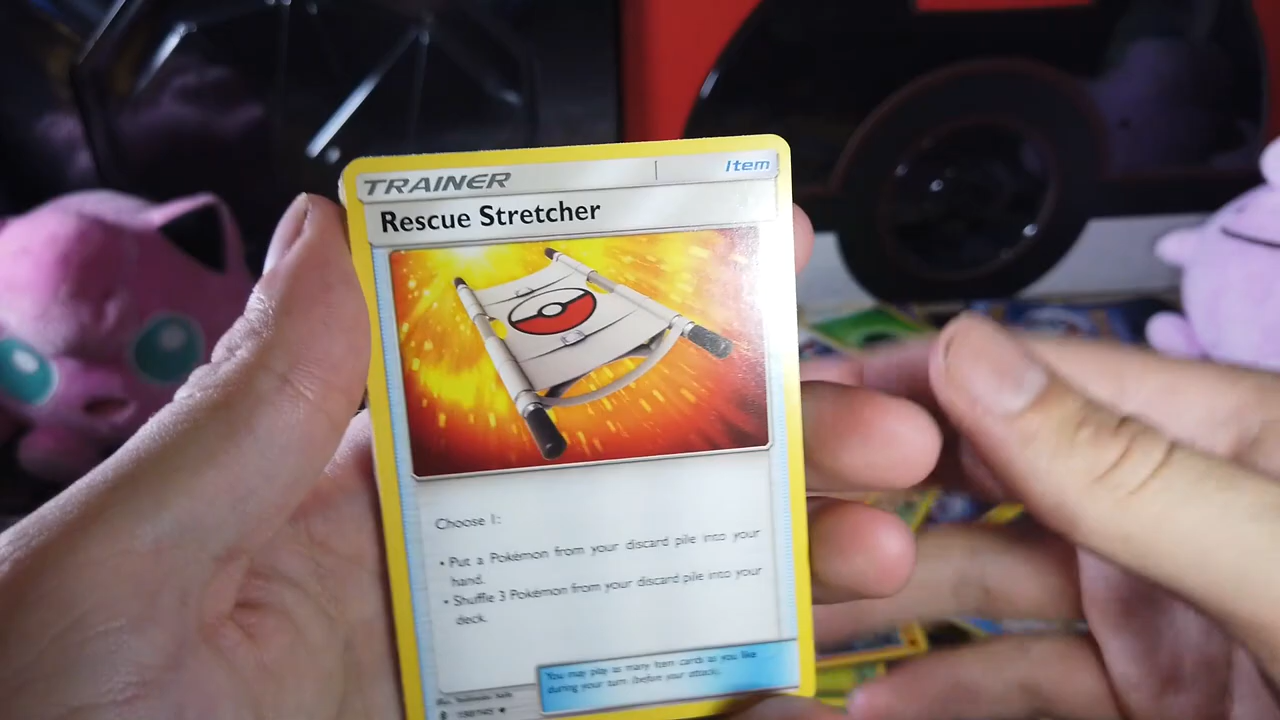 TRAINER
Item
Rescue Stretcher
Choose 1:
• Put a Pokémon from your discard pile into your
hand.
• Shuffle 3 Pokémon from your discard pile into your
deck.
You may play as many Item cards as you like
during your turn (before your attack).